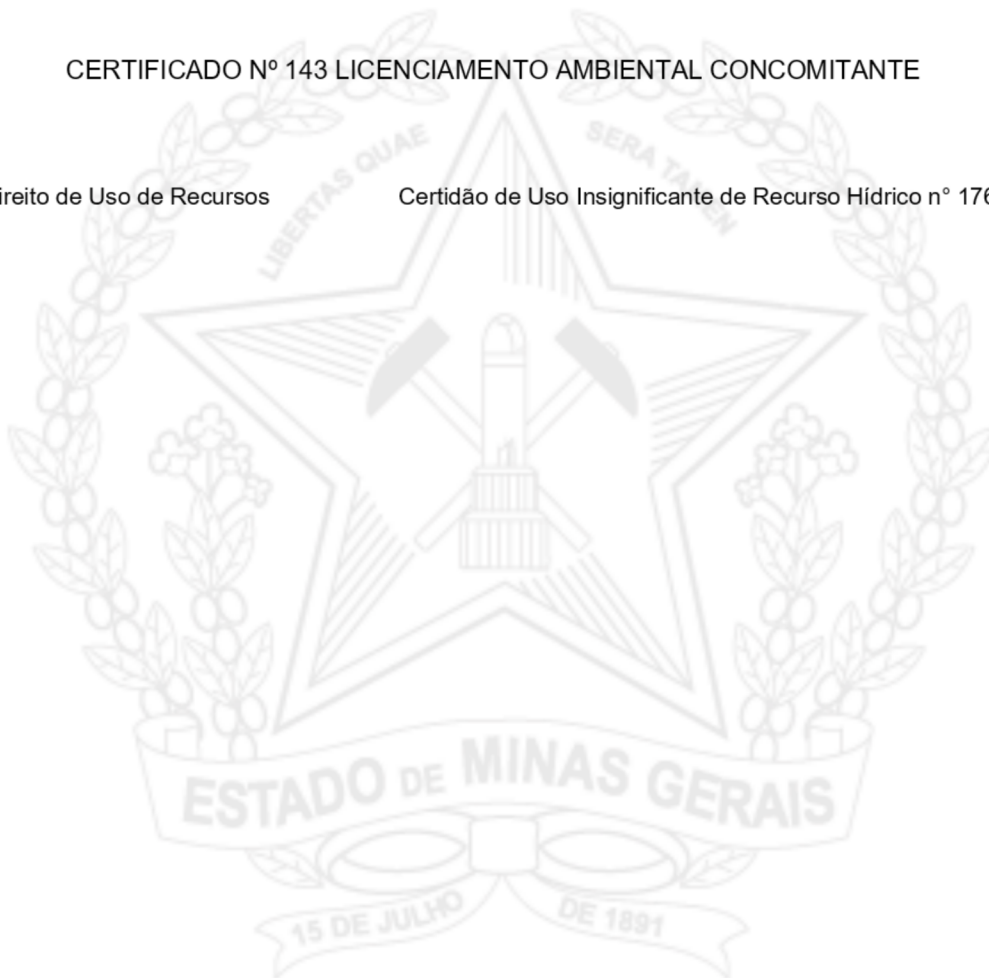 CERTIFICADO Nº 143 LICENCIAMENTO AMBIENTAL CONCOMITANTE
ireito de Uso de Recursos Certidão de Uso Insignificante de Recurso Hídrico n° 176
LIBERTAS QUAE SERA TAMEN
ESTADO DE MINAS GERAIS
15 DE JULHO DE 1891